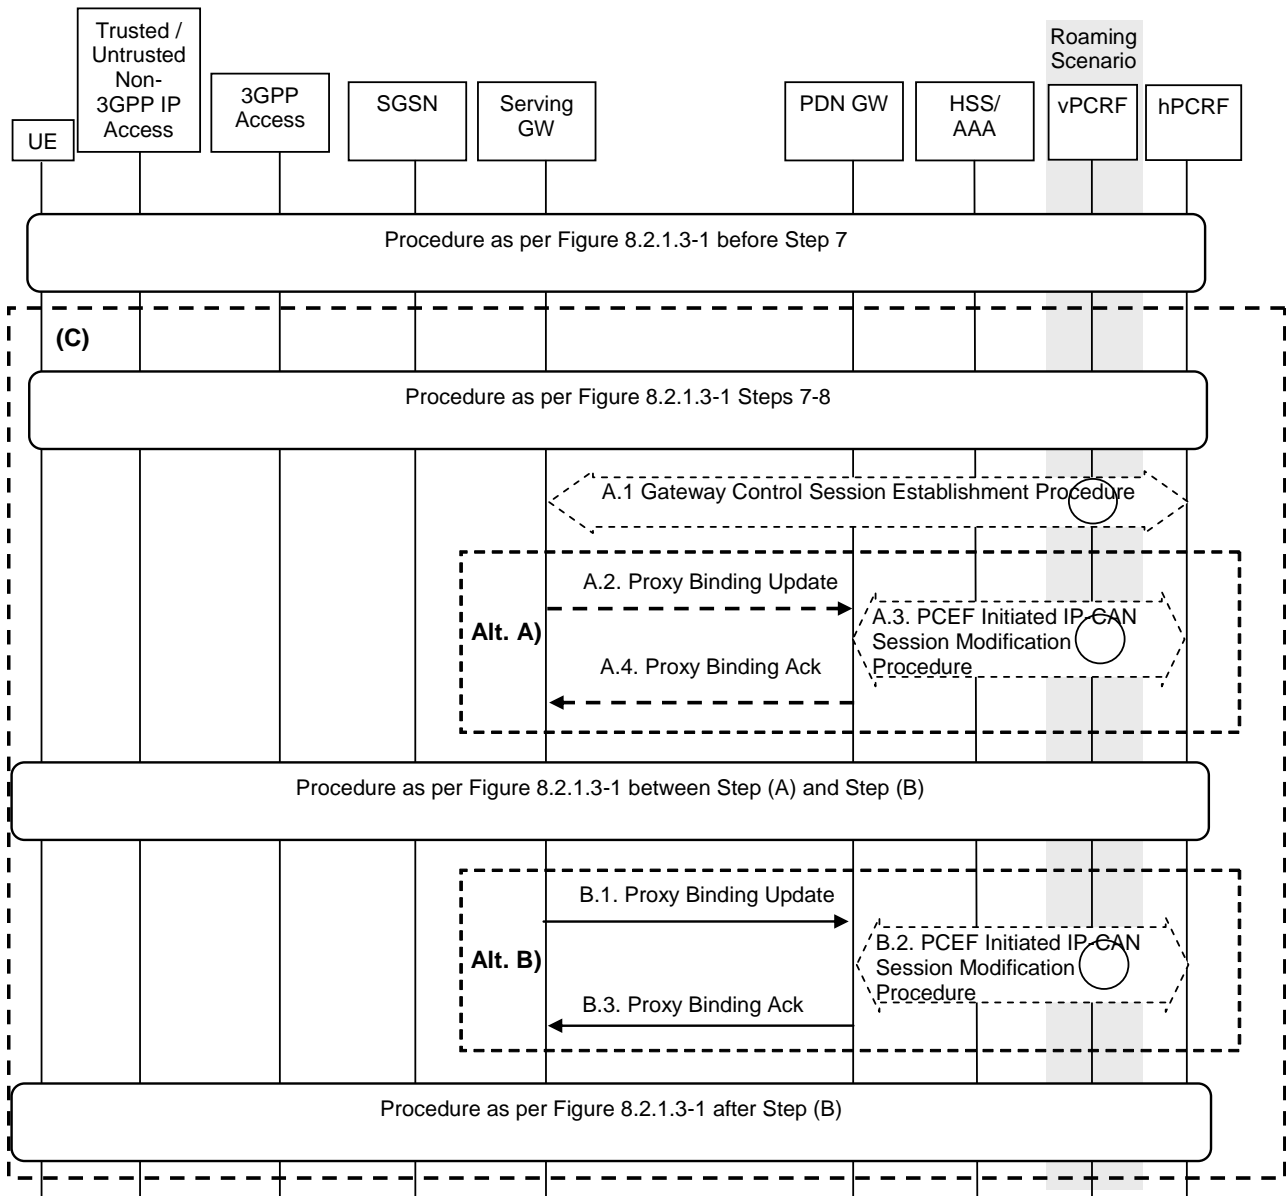 Trusted /
Untrusted
Non-
3GPP IP
Access
Roaming
Scenario
UE
3GPP
Access
SGSN
Serving
GW
PDN GW
HSS/
AAA
vPCRF
hPCRF
Procedure as per Figure 8.2.1.3-1 before Step 7
(C)
Procedure as per Figure 8.2.1.3-1 Steps 7-8
A.1 Gateway Control Session Establishment Procedure
A.2. Proxy Binding Update
Alt. A)
A.3. PCEF Initiated IP-CAN
Session Modification
Procedure
A.4. Proxy Binding Ack
Procedure as per Figure 8.2.1.3-1 between Step (A) and Step (B)
B.1. Proxy Binding Update
Alt. B)
B.2. PCEF Initiated IP-CAN
Session Modification
Procedure
B.3. Proxy Binding Ack
Procedure as per Figure 8.2.1.3-1 after Step (B)